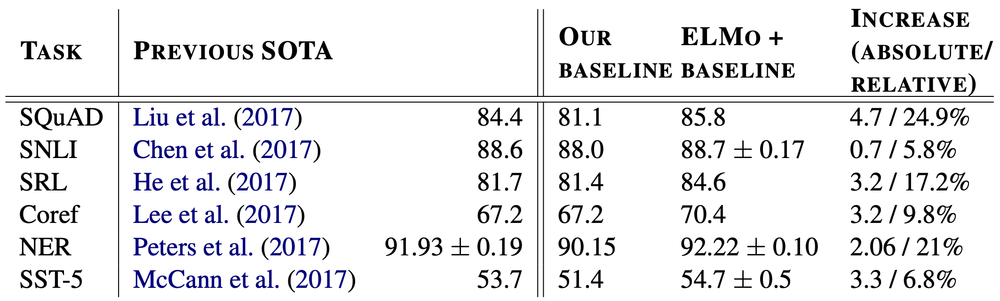 TASK PREVIOUS SOTA OUR BASELINE ELMO + BASELINE INCREASE (ABSOLUTE/ RELATIVE)
SQuAD Liu et al. (2017) 84.4 81.1 85.8 4.7 / 24.9%
SNLI Chen et al. (2017) 88.6 88.0 88.7 ± 0.17 0.7 / 5.8%
SRL He et al. (2017) 81.7 81.4 84.6 3.2 / 17.2%
Coref Lee et al. (2017) 67.2 67.2 70.4 3.2 / 9.8%
NER Peters et al. (2017) 91.93 ± 0.19 90.15 92.22 ± 0.10 2.06 / 21%
SST-5 McCann et al. (2017) 53.7 51.4 54.7 ± 0.5 3.3 / 6.8%